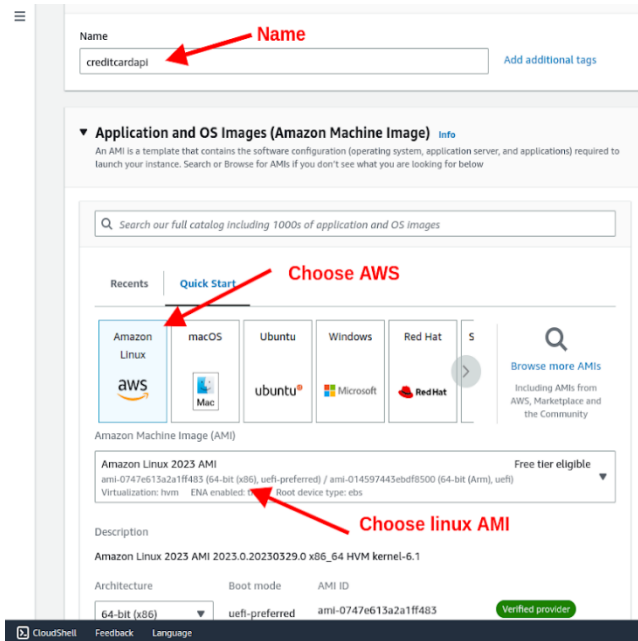 Name
Name
creditcardapi
Add additional tags
Application and OS Images (Amazon Machine Image) Info
An AMI is a template that contains the software configuration (operating system, application server, and applications) required to
launch your instance. Search or Browse for AMIs if you don't see what you are looking for
below
Search our full catalog including 1000s of application and OS images
Choose AWS
Recents
Quick Start
Amazon
Linux
aws
macOS
Mac
Ubuntu
ubuntu
Windows
Microsoft
Red Hat
Red Hat
S
Browse more AMIs
Including AMIs from
AWS, Marketplace and
the Community
Amazon Machine Image (AMI)
Amazon Linux 2023 AMI
Free tier eligible
ami-0747e613a2a1ff483 (64-bit (x86), uefi-preferred) / ami-014597443ebdf8500 (64-bit (Arm), uefi)
Virtualization: hvm ENA enabled: Root device type: ebs
Choose linux AMI
Description
Amazon Linux 2023 AMI 2023.0.20230329.0 x86_64 HVM kernel-6.1
Architecture
Boot mode
AMI ID
64-bit (x86)
uefi-preferred
ami-0747e613a2a1ff483
Verified provider
CloudShell Feedback Language